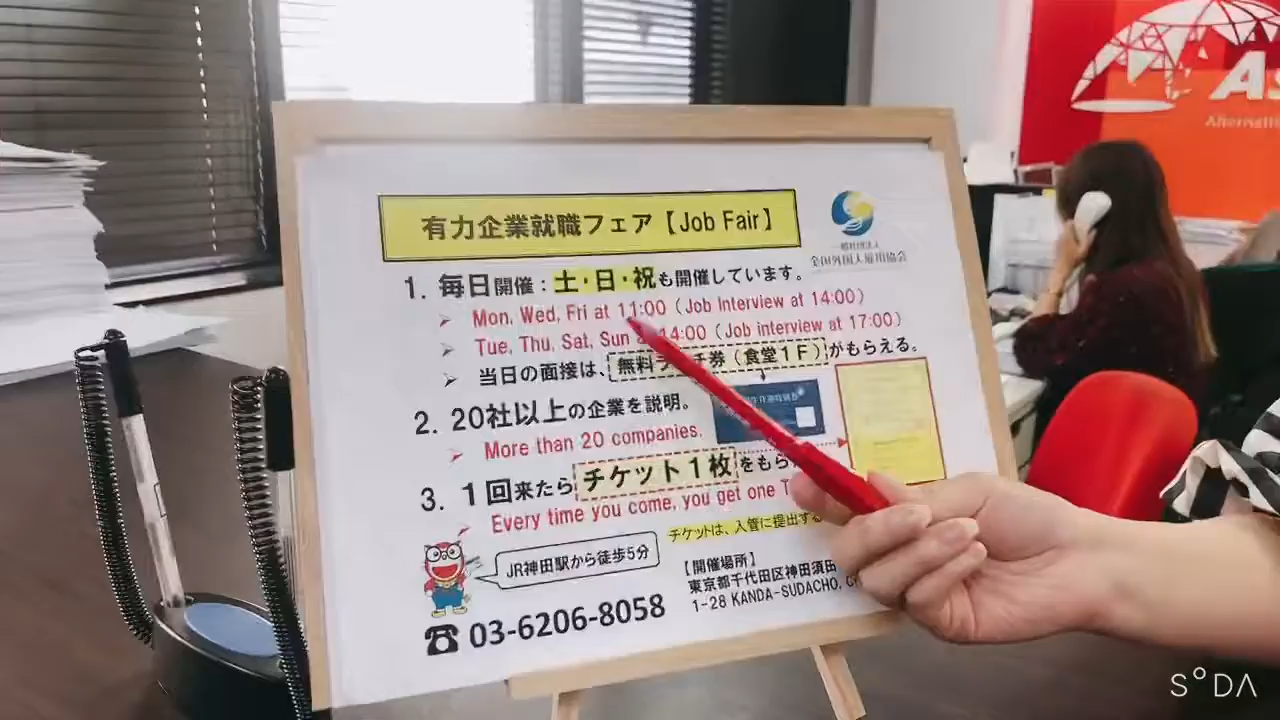 有力企業就職フェア【Job Fair】
一般社団法人
全国外国人雇用協会
1. 毎日開催：土・日・祝も開催しています。
➢ Mon, Wed, Fri at 11:00（Job Interview at 14:00）
➢ Tue, Thu, Sat, Sun 14:00（Job interview at 17:00）
➢ 当日の面接は、無料 チ券（食堂１Ｆ）がもらえる。
2. 20社以上の企業を説明。
➢ More than 20 companies.
3. １回来たらチケット１枚をもら
➢ Every time you come, you get one
チケットは、入管に提出する
JR神田駅から徒歩5分
【開催場所】
東京都千代田区神田須田
1-28 KANDA-SUDACHO,
☎ 03-6206-8058
AS
Alternati
S°DA